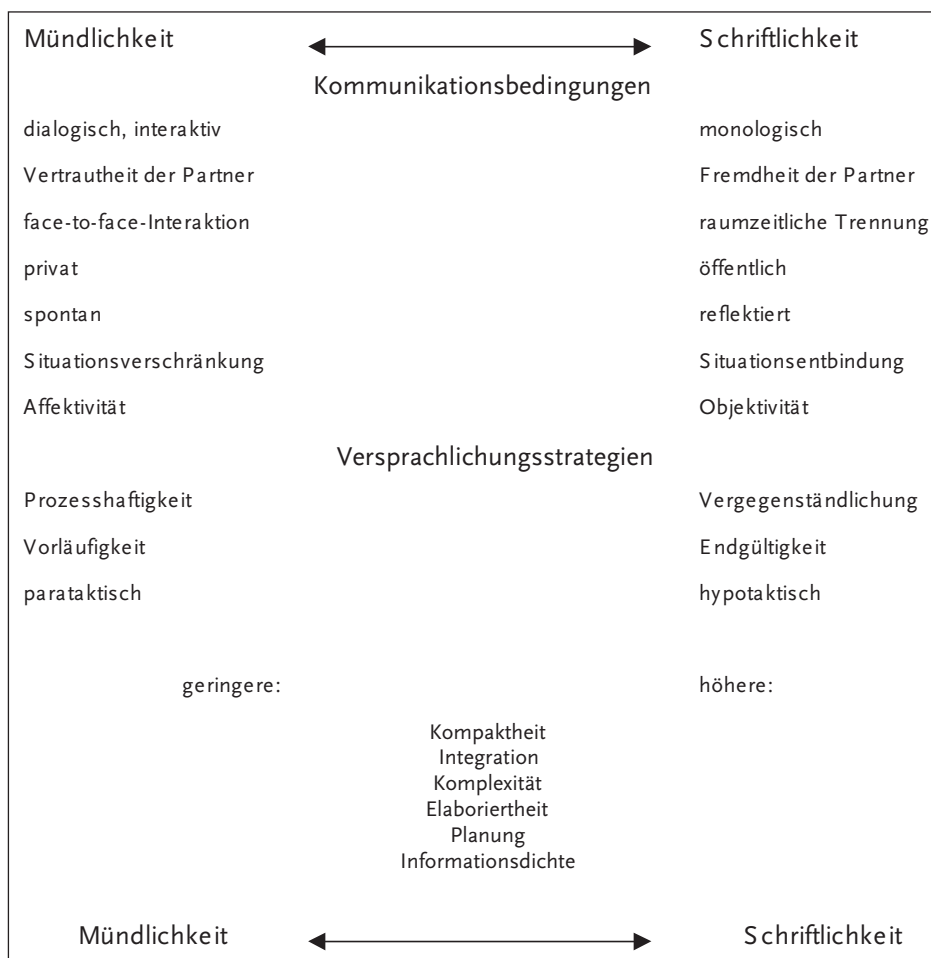 Mündlichkeit Schriftlichkeit
Kommunikationsbedingungen
dialogisch, interaktiv monologisch
Vertrautheit der Partner Fremdheit der Partner
face-to-face-Interaktion raumzeitliche Trennung
privat öffentlich
spontan reflektiert
Situationsverschränkung Situationsentbindung
Affektivität Objektivität
Versprachlichungsstrategien
Prozesshaftigkeit Vergegenständlichung
Vorläufigkeit Endgültigkeit
parataktisch hypotaktisch
geringere: höhere:
Kompaktheit
Integration
Komplexität
Elaboriertheit
Planung
Informationsdichte
Mündlichkeit Schriftlichkeit